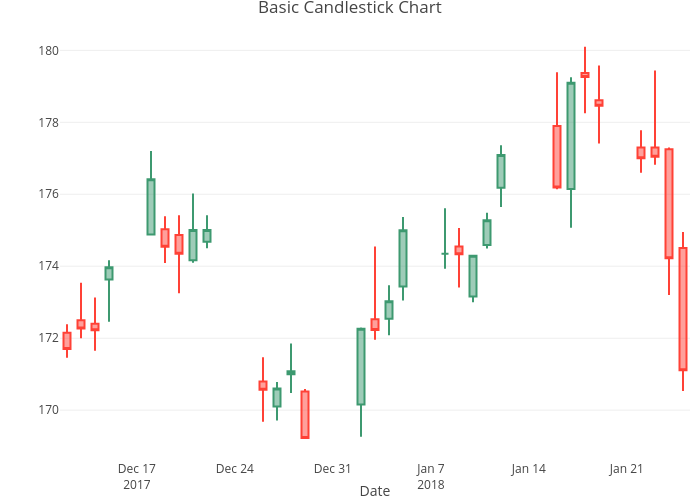 Basic Candlestick Chart
180
178
176
174
172
170
Dec 17
2017
Dec 24
Dec 31
Jan 7
2018
Jan 14
Jan 21
Date